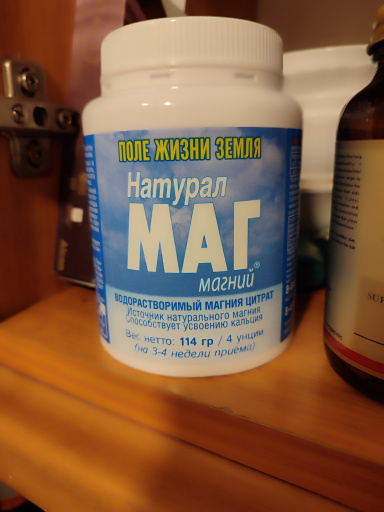 ПОЛЕ ЖИЗНИ ЗЕМЛЯ
Натурал
МАГ
магний®
ВОДОРАСТВОРИМЫЙ МАГНИЯ ЦИТРАТ
Источник натурального магния
Способствует усвоению кальция
Вес нетто: 114 гр / 4 унции
(на 3-4 недели приёма)